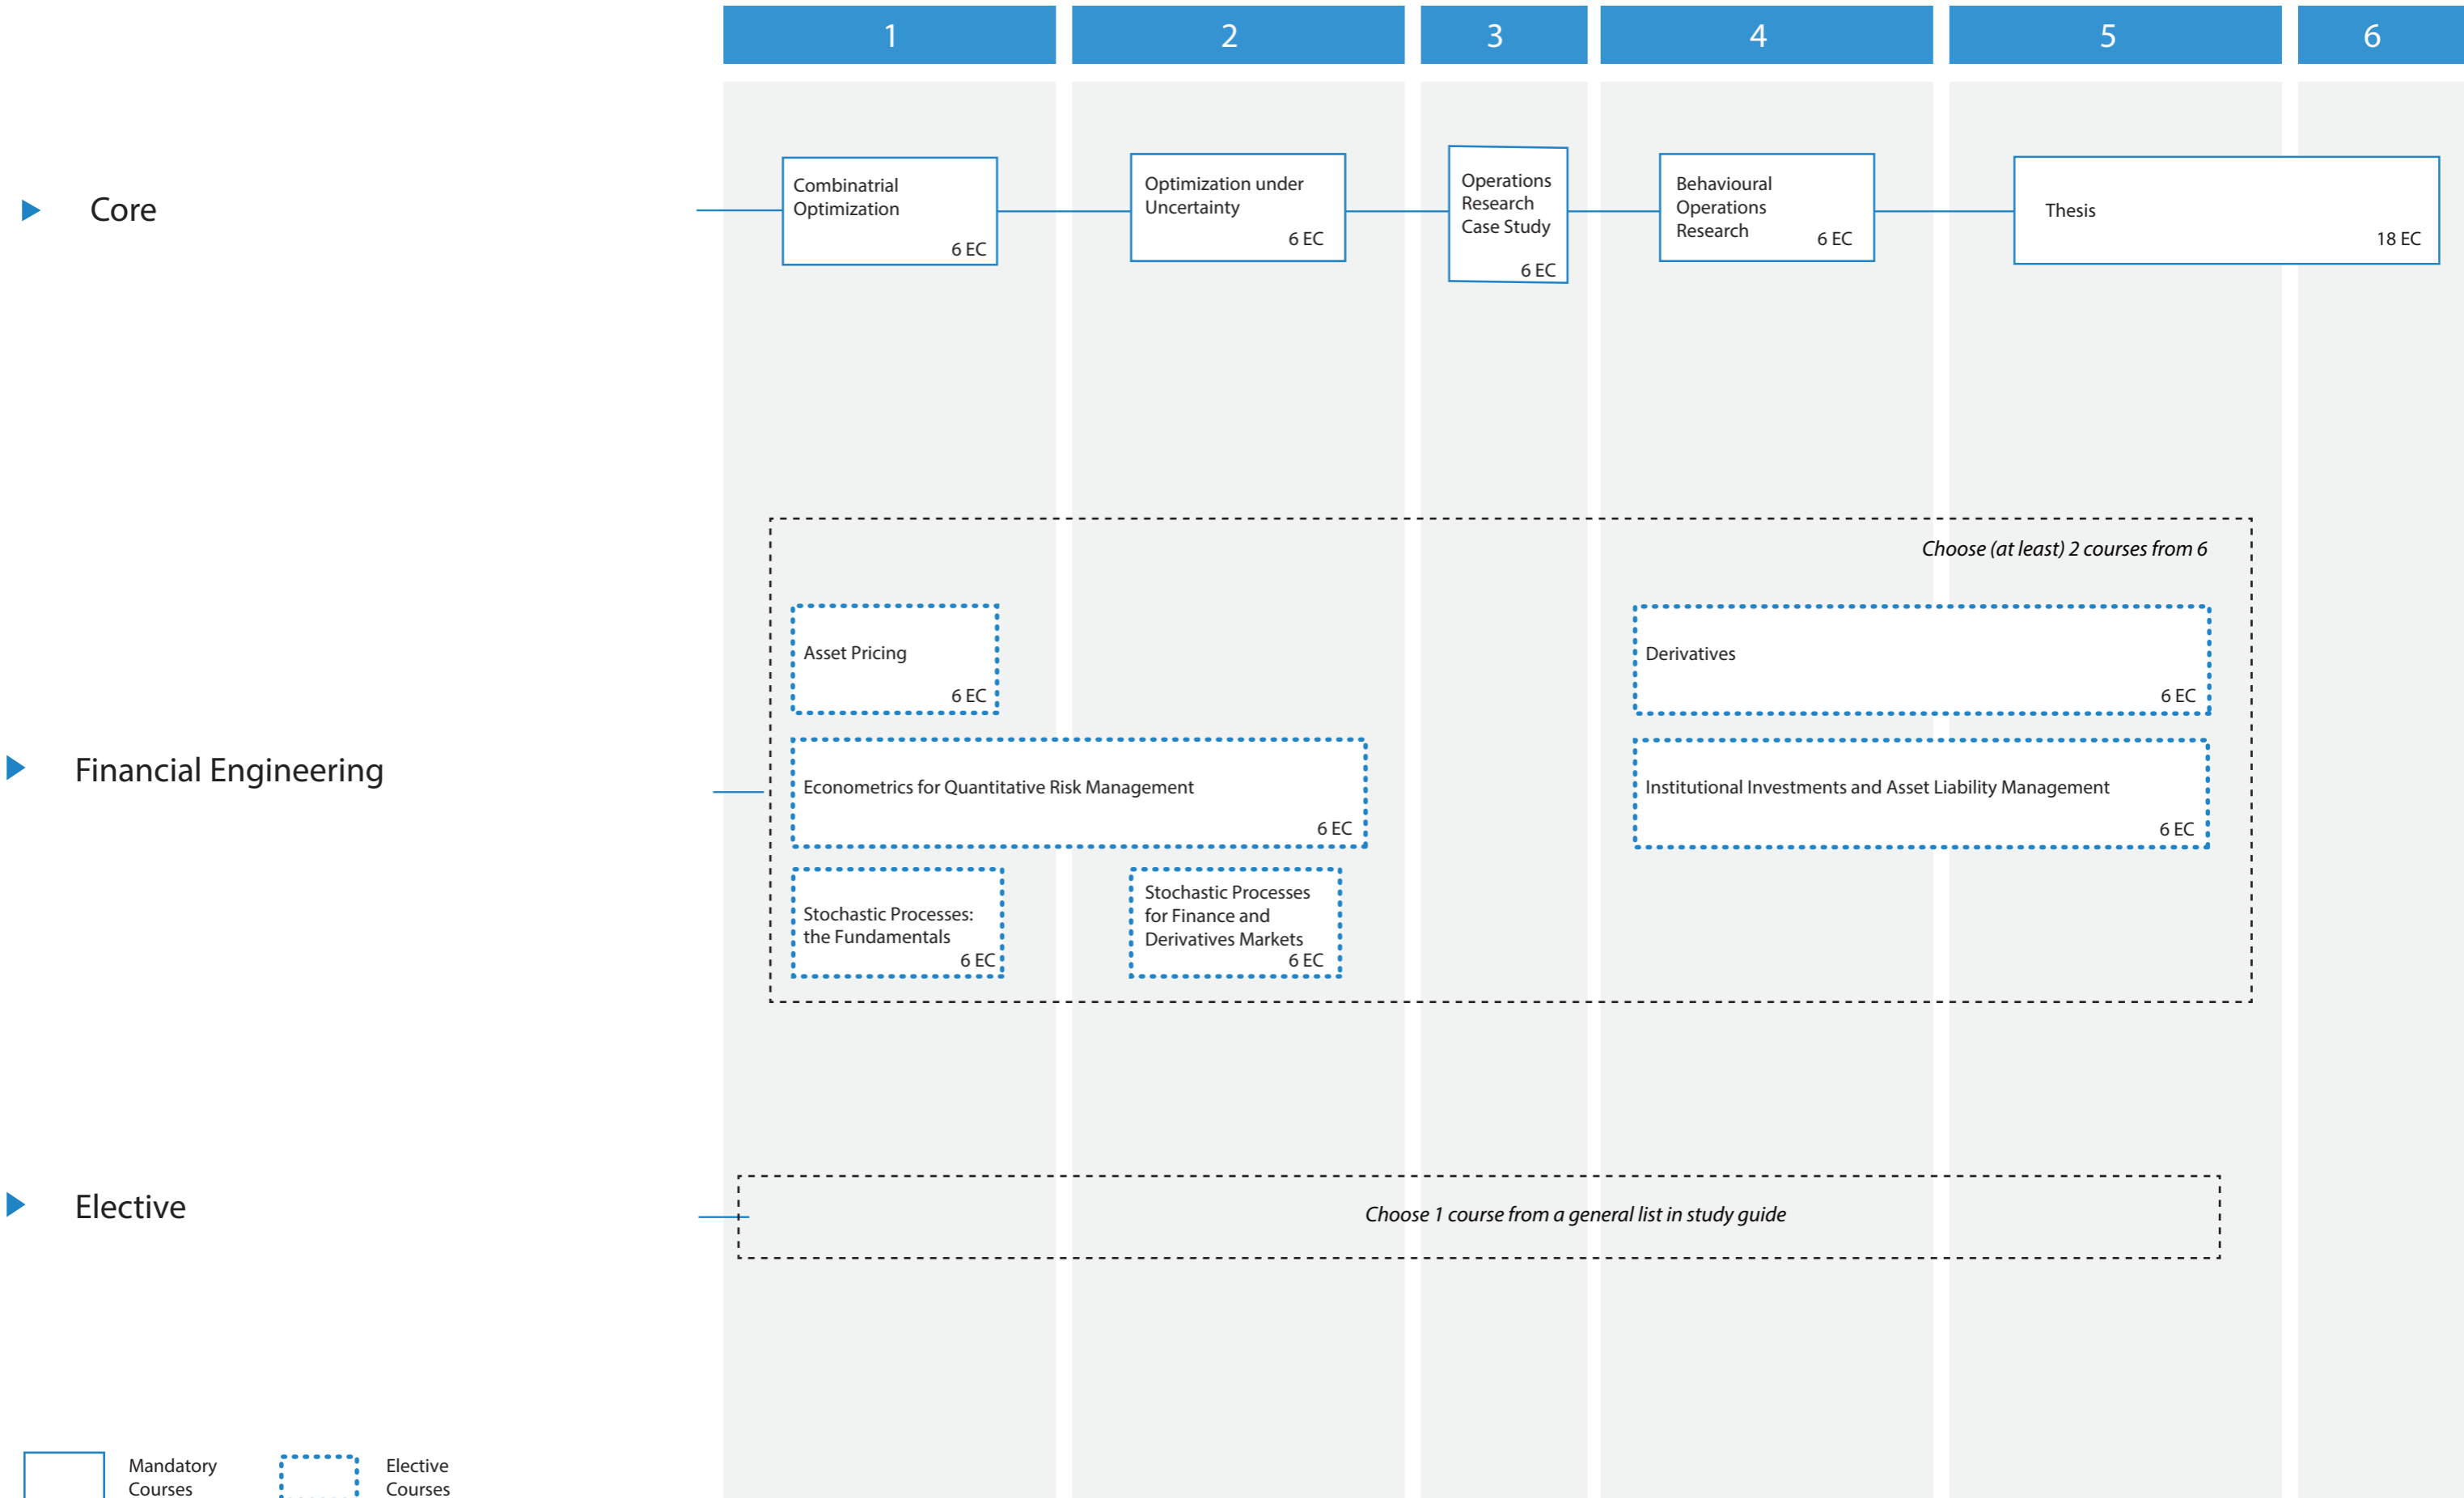 1 2 3 4 5 6
Core
Combinatrial
Optimization
6 EC
Optimization under
Uncertainty
6 EC
Operations
Research
Case Study
6 EC
Behavioural
Operations
Research
6 EC
Thesis
18 EC
Financial Engineering
Choose (at least) 2 courses from 6
Asset Pricing
6 EC
Derivatives
6 EC
Econometrics for Quantitative Risk Management
6 EC
Institutional Investments and Asset Liability Management
6 EC
Stochastic Processes:
the Fundamentals
6 EC
Stochastic Processes
for Finance and
Derivatives Markets
6 EC
Elective
Choose 1 course from a general list in study guide
Mandatory
Courses
Elective
Courses